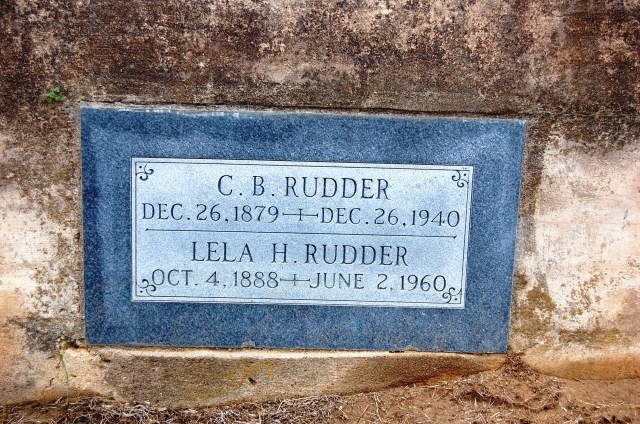 C. B. RUDDER
DEC. 26, 1879 — DEC. 26, 1940
LELA H. RUDDER
OCT. 4, 1888 — JUNE 2, 1960